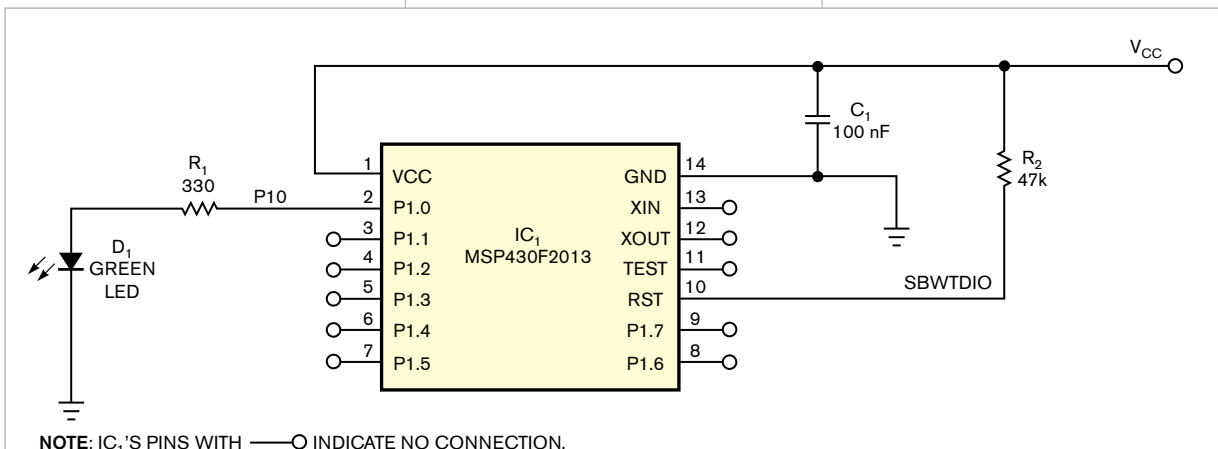 V_CC
C_1
100 nF
R_2
47k
R_1
330
P10
1
VCC
2
P1.0
3
P1.1
4
P1.2
5
P1.3
6
P1.4
7
P1.5
IC_1
MSP430F2013
14
GND
13
XIN
12
XOUT
11
TEST
10
RST
9
P1.7
8
P1.6
SBWTDIO
D_1
GREEN
LED
NOTE: IC_1'S PINS WITH INDICATE NO CONNECTION.